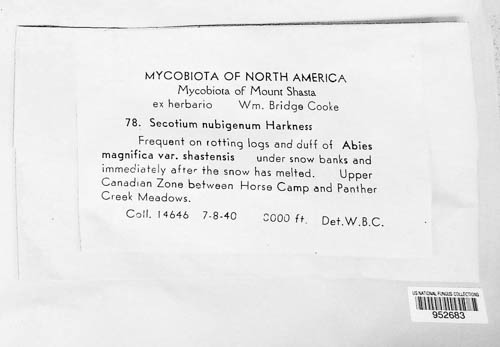 MYCOBIOTA OF NORTH AMERICA
Mycobiota of Mount Shasta
ex herbario Wm. Bridge Cooke
78. Secotium nubigenum Harkness
Frequent on rotting logs and duff of Abies
magnifica var. shastensis under snow banks and
immediately after the snow has melted. Upper
Canadian Zone between Horse Camp and Panther
Creek Meadows.
Coll. 14646 7-8-40 8000 ft. Det. W.B.C.
US NATIONAL FUNGUS COLLECTIONS
952683